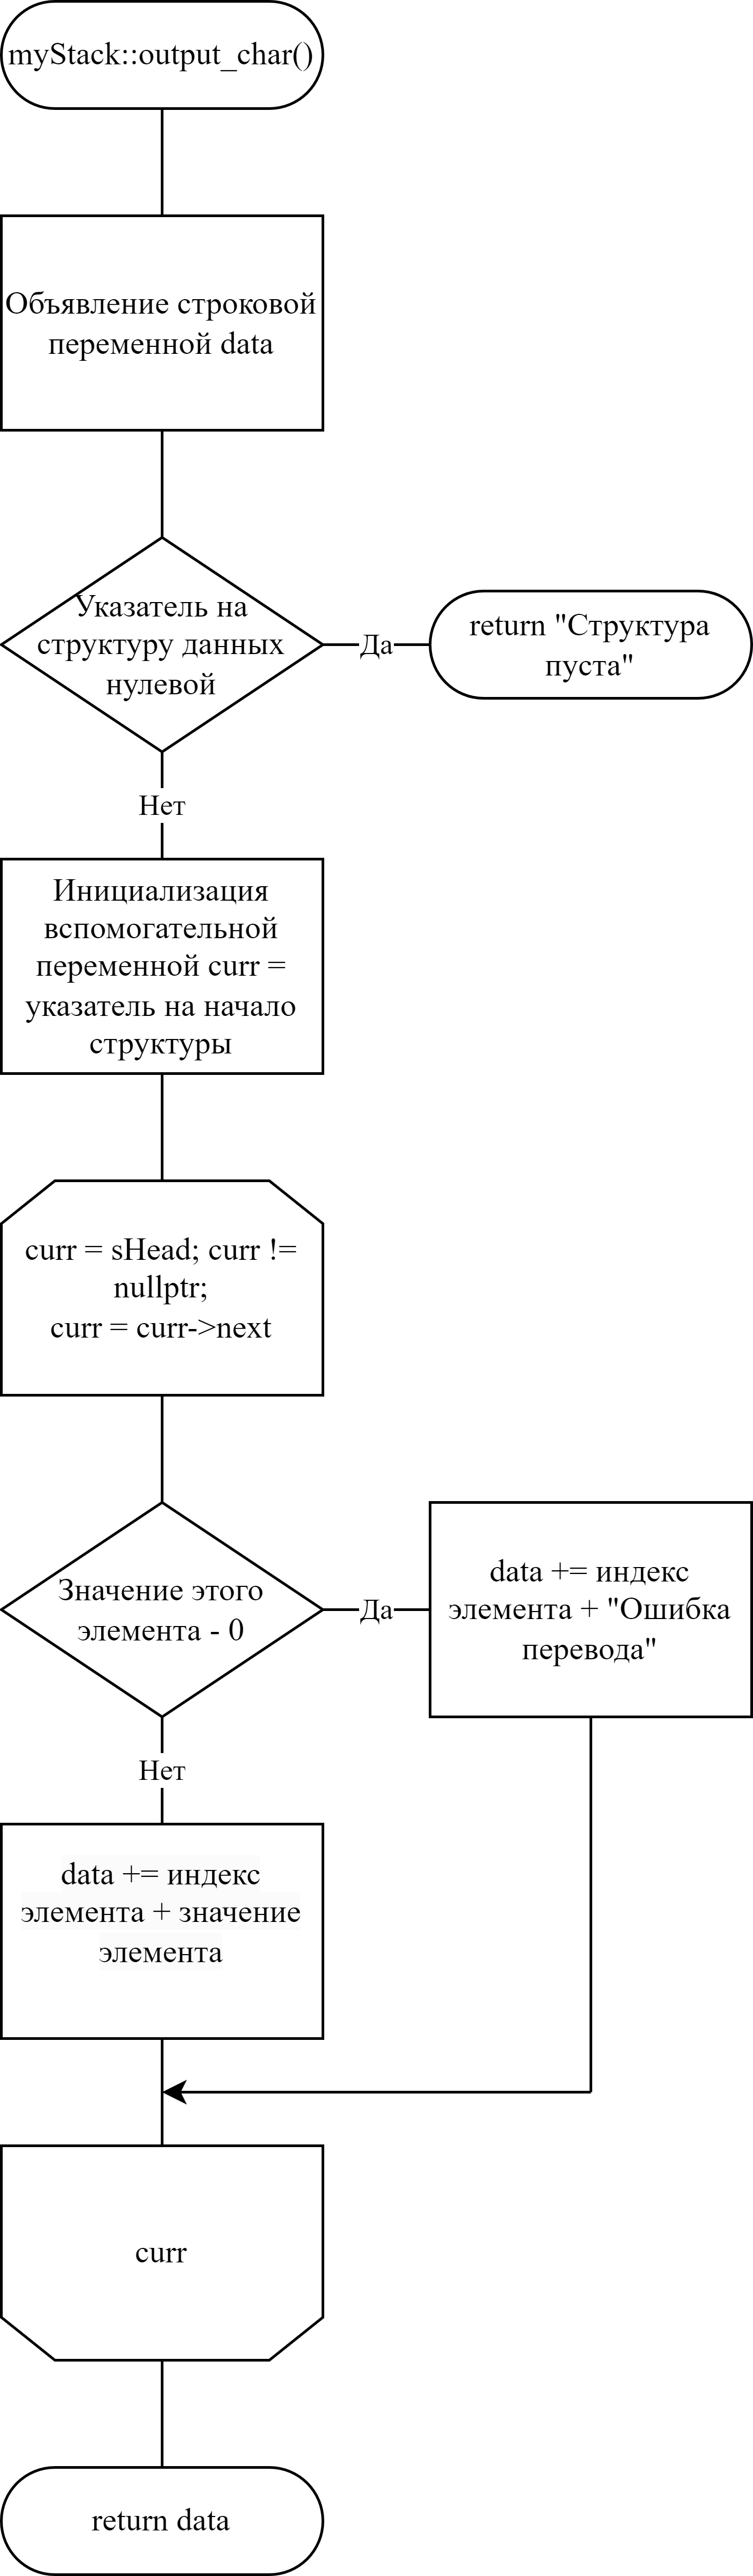 myStack::output_char()
Объявление строковой
переменной data
Указатель на
структуру данных
нулевой
Да
return "Структура
пуста"
Нет
Инициализация
вспомогательной
переменной curr =
указатель на начало
структуры
curr = sHead; curr !=
nullptr;
curr = curr->next
Значение этого
элемента - 0
Да
data += индекс
элемента + "Ошибка
перевода"
Нет
data += индекс
элемента + значение
элемента
curr
return data